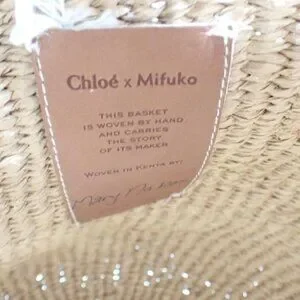 Chloé x Mifuko
THIS BASKET
IS WOVEN BY HAND
AND CARRIES
THE STORY
OF ITS MAKER
WOVEN IN KENYA BY:
Mary